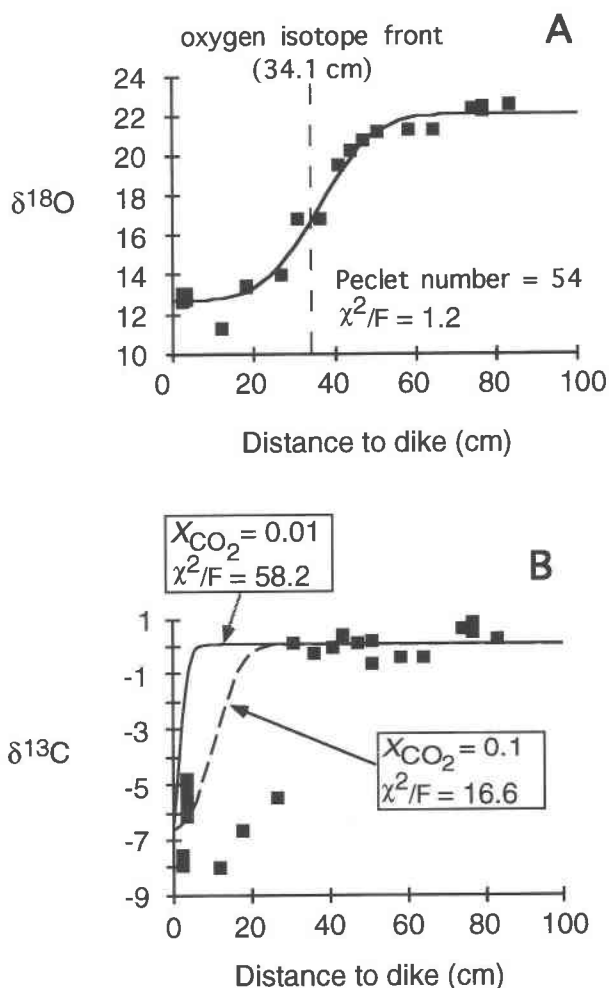 A
oxygen isotope front
(34.1 cm)
24
22
20
18
16
14
12
10
δ18O
Peclet number = 54
χ2/F = 1.2
0 20 40 60 80 100
Distance to dike (cm)
B
XCO2 = 0.01
χ2/F = 58.2
1
-1
-3
-5
-7
-9
δ13C
XCO2 = 0.1
χ2/F = 16.6
0 20 40 60 80 100
Distance to dike (cm)